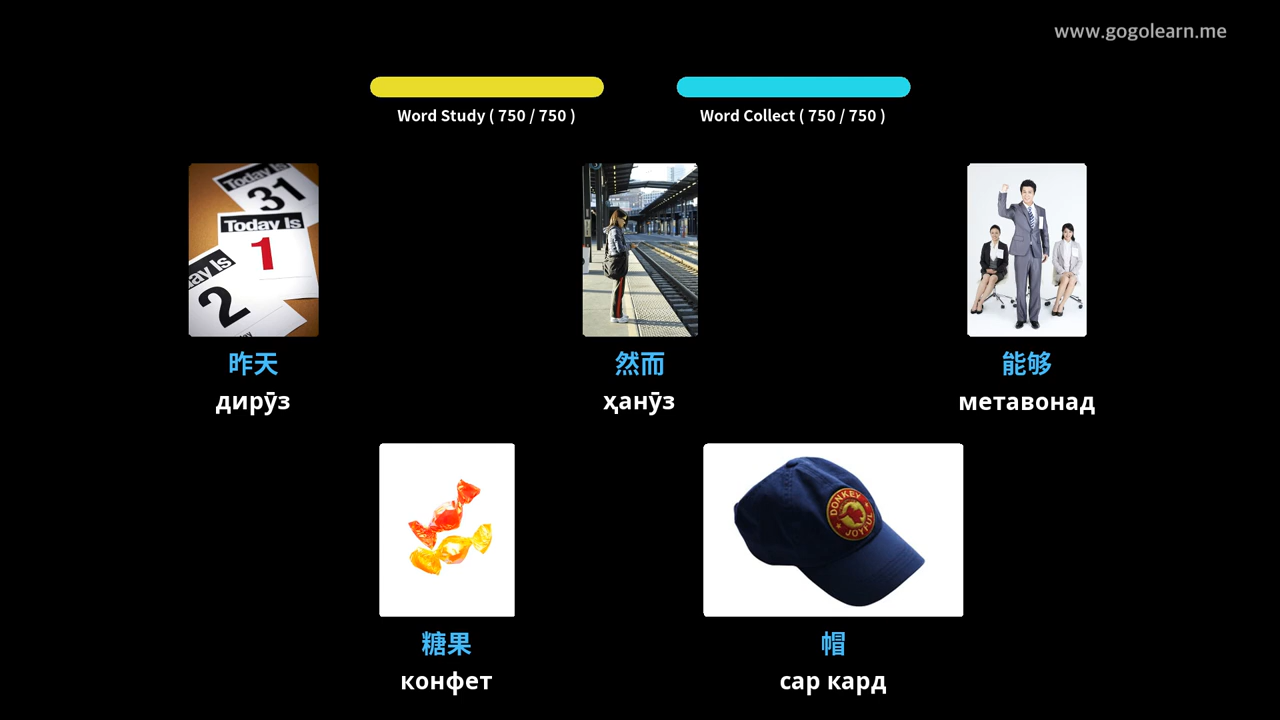 www.gogolearn.me
Word Study ( 750 / 750 )
Word Collect ( 750 / 750 )
Today Is
31
Today Is
1
ay Is
2
昨天
然而
能够
дирӯз
ҳанӯз
метавонад
DONKEY
JOYFUL
糖果
帽
конфет
сар кард